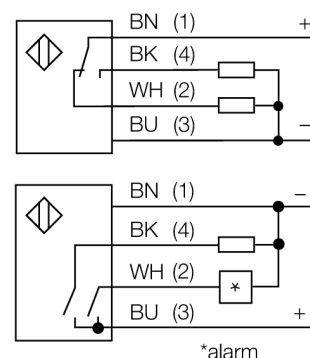 BN (1) +
BK (4)
WH (2)
BU (3) –
BN (1) –
BK (4)
WH (2)
*
BU (3) +
*alarm